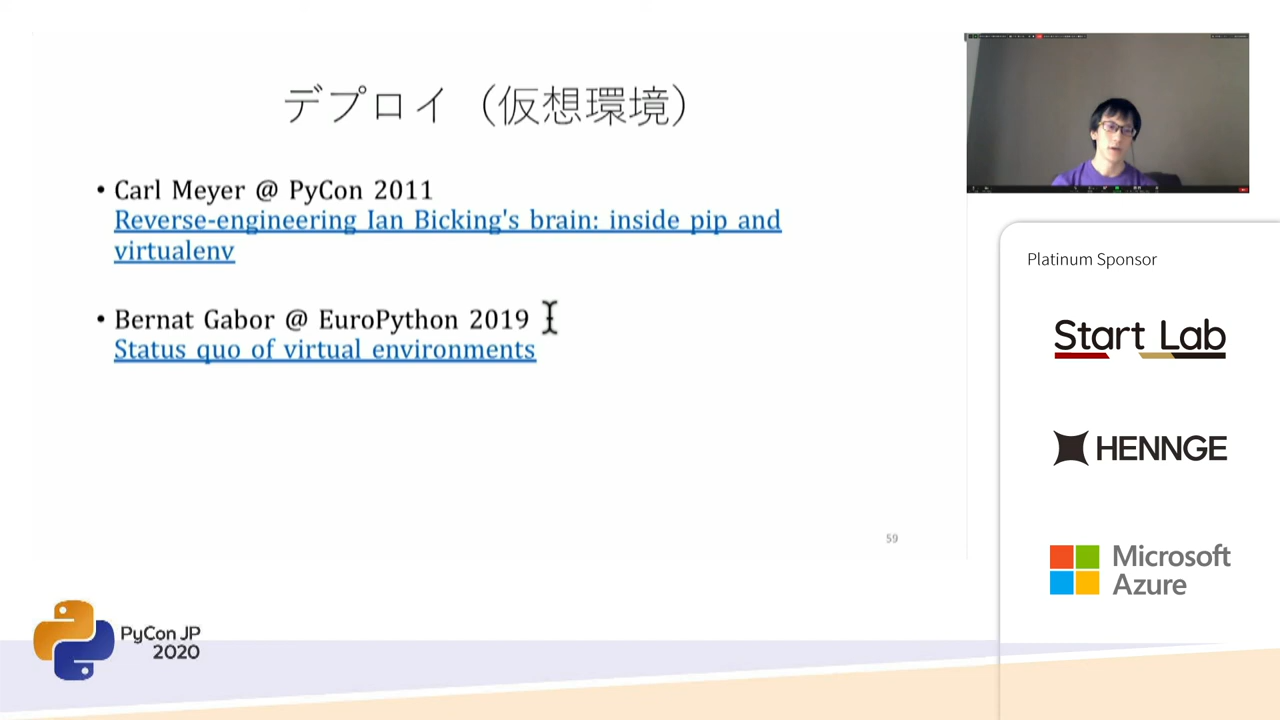 デプロイ（仮想環境）
• Carl Meyer @ PyCon 2011
Reverse-engineering Ian Bicking's brain: inside pip and
virtualenv
• Bernat Gabor @ EuroPython 2019
Status quo of virtual environments
59
Platinum Sponsor
Start Lab
HENNGE
Microsoft
Azure
PyCon JP
2020